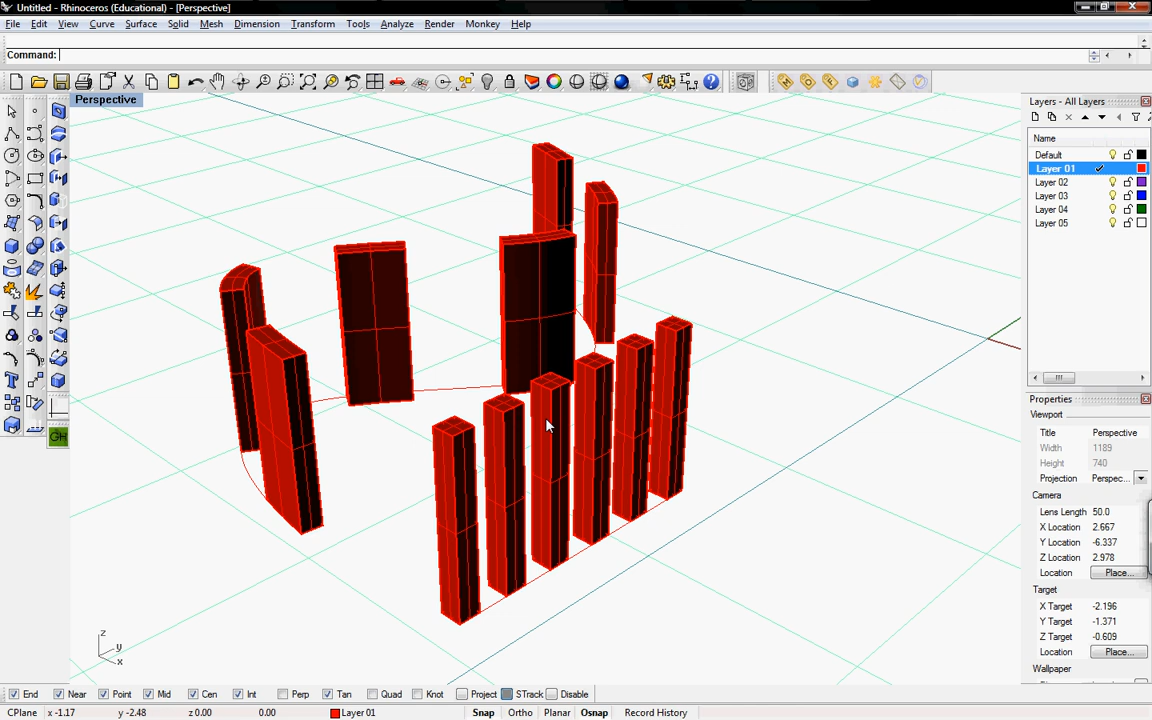 Untitled - Rhinoceros (Educational) - [Perspective]
File Edit View Curve Surface Solid Mesh Dimension Transform Tools Analyze Render Monkey Help
Command:
Perspective
Layers - All Layers
Name
Default
Layer 01
Layer 02
Layer 03
Layer 04
Layer 05
Properties
Viewport
Title Perspective
Width 1189
Height 740
Projection Perspec...
Camera
Lens Length 50.0
X Location 2.667
Y Location -6.337
Z Location 2.978
Location Place...
Target
X Target -2.196
Y Target -1.371
Z Target -0.609
Location Place...
Wallpaper
GH
z
y
x
End Near Point Mid Cen Int Perp Tan Quad Knot Project STrack Disable
CPlane x -1.17 y -2.48 z 0.00 0.00 Layer 01 Snap Ortho Planar Osnap Record History